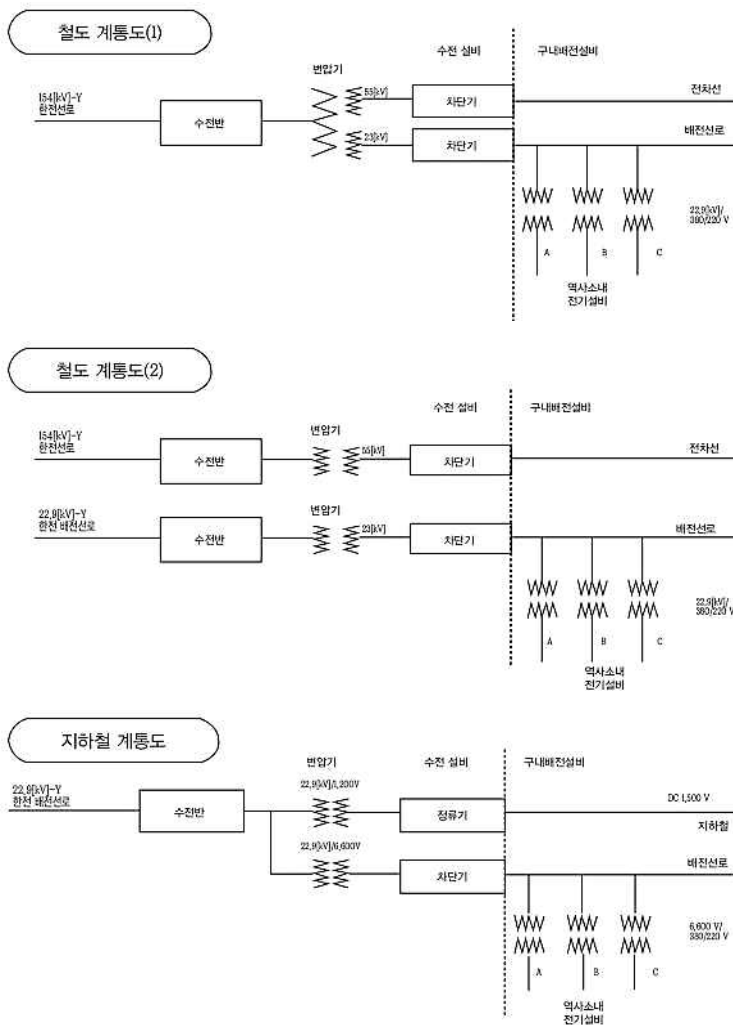 철도 계통도(1)
수전 설비
구내배전설비
변압기
154[kV]-Y
한전선로
수전반
55[kV]
차단기
전차선
23[kV]
차단기
배전선로
22.9[kV]/
380/220 V
A
B
C
역사소내
전기설비
철도 계통도(2)
수전 설비
구내배전설비
변압기
154[kV]-Y
한전선로
수전반
55[kV]
차단기
전차선
변압기
22.9[kV]-Y
한전 배전선로
수전반
23[kV]
차단기
배전선로
22.9[kV]/
380/220 V
A
B
C
역사소내
전기설비
지하철 계통도
변압기
수전 설비
구내배전설비
22.9[kV]-Y
한전 배전선로
수전반
22.9[kV]/1,200V
정류기
DC 1,500 V
지하철
22.9[kV]/6,600V
차단기
배전선로
6,600 V/
380/220 V
A
B
C
역사소내
전기설비